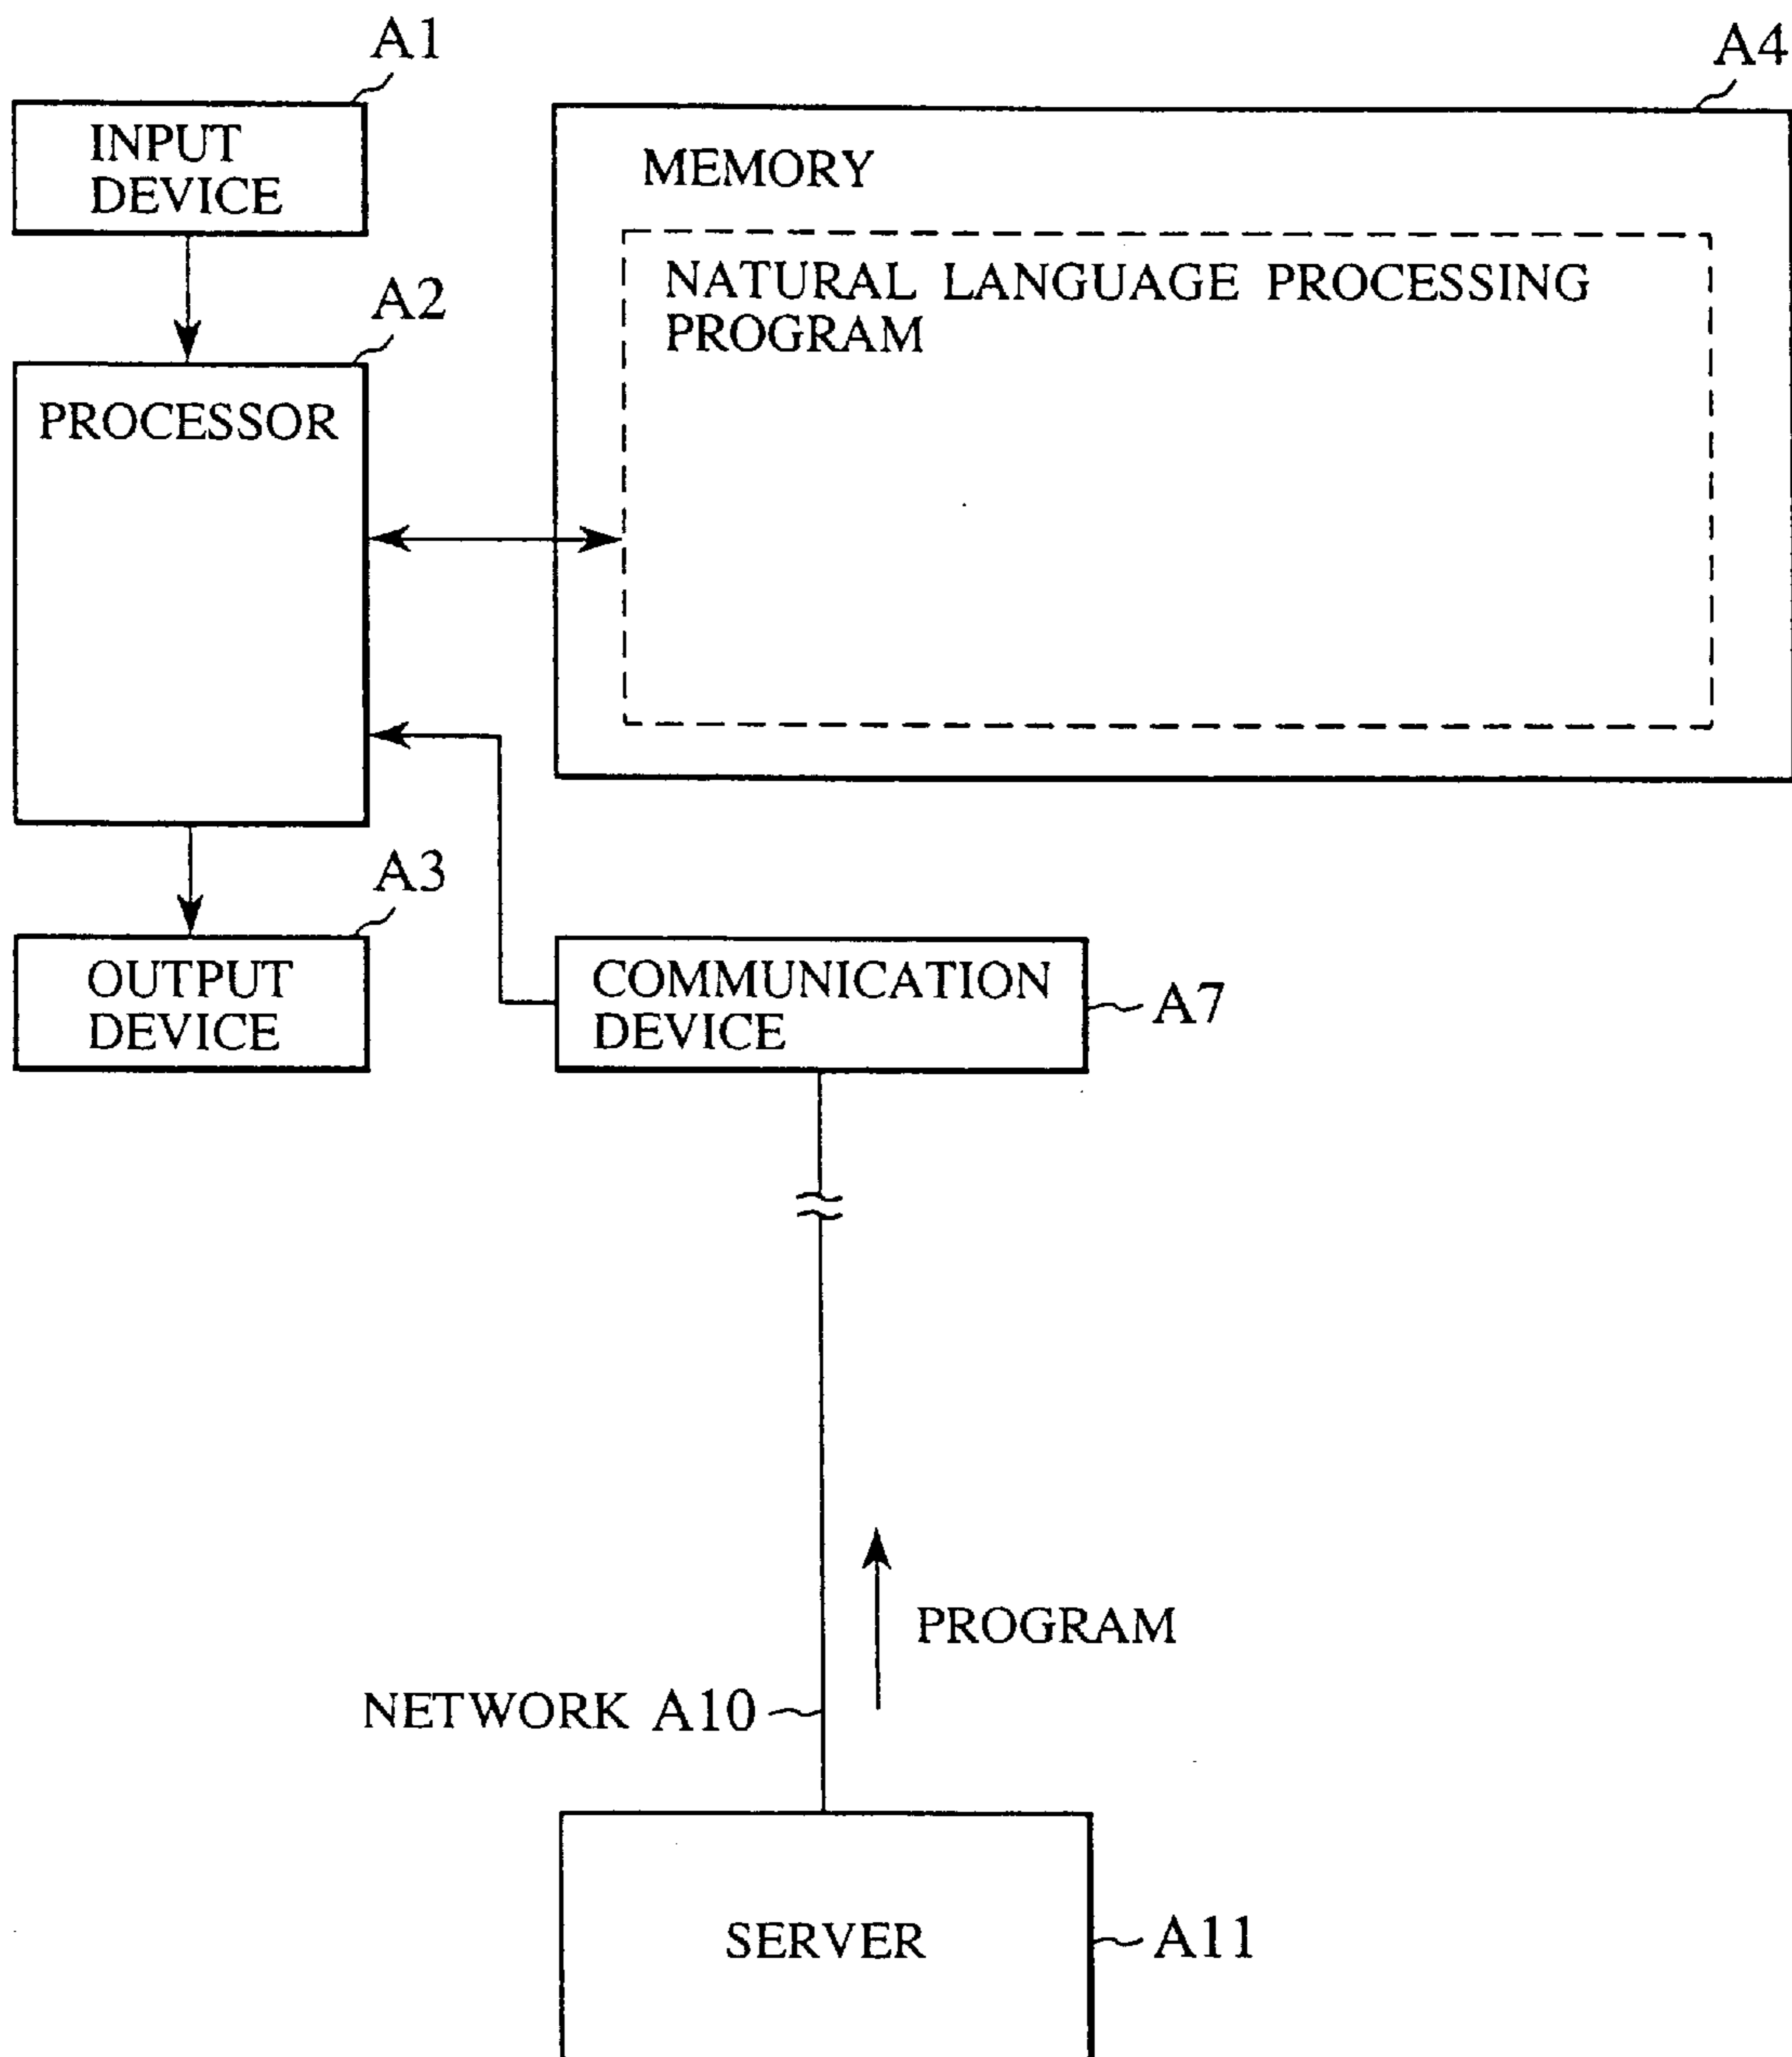 A1
INPUT
DEVICE
A4
MEMORY
NATURAL LANGUAGE PROCESSING
PROGRAM
A2
PROCESSOR
A3
OUTPUT
DEVICE
COMMUNICATION
DEVICE
A7
PROGRAM
NETWORK A10
SERVER
A11